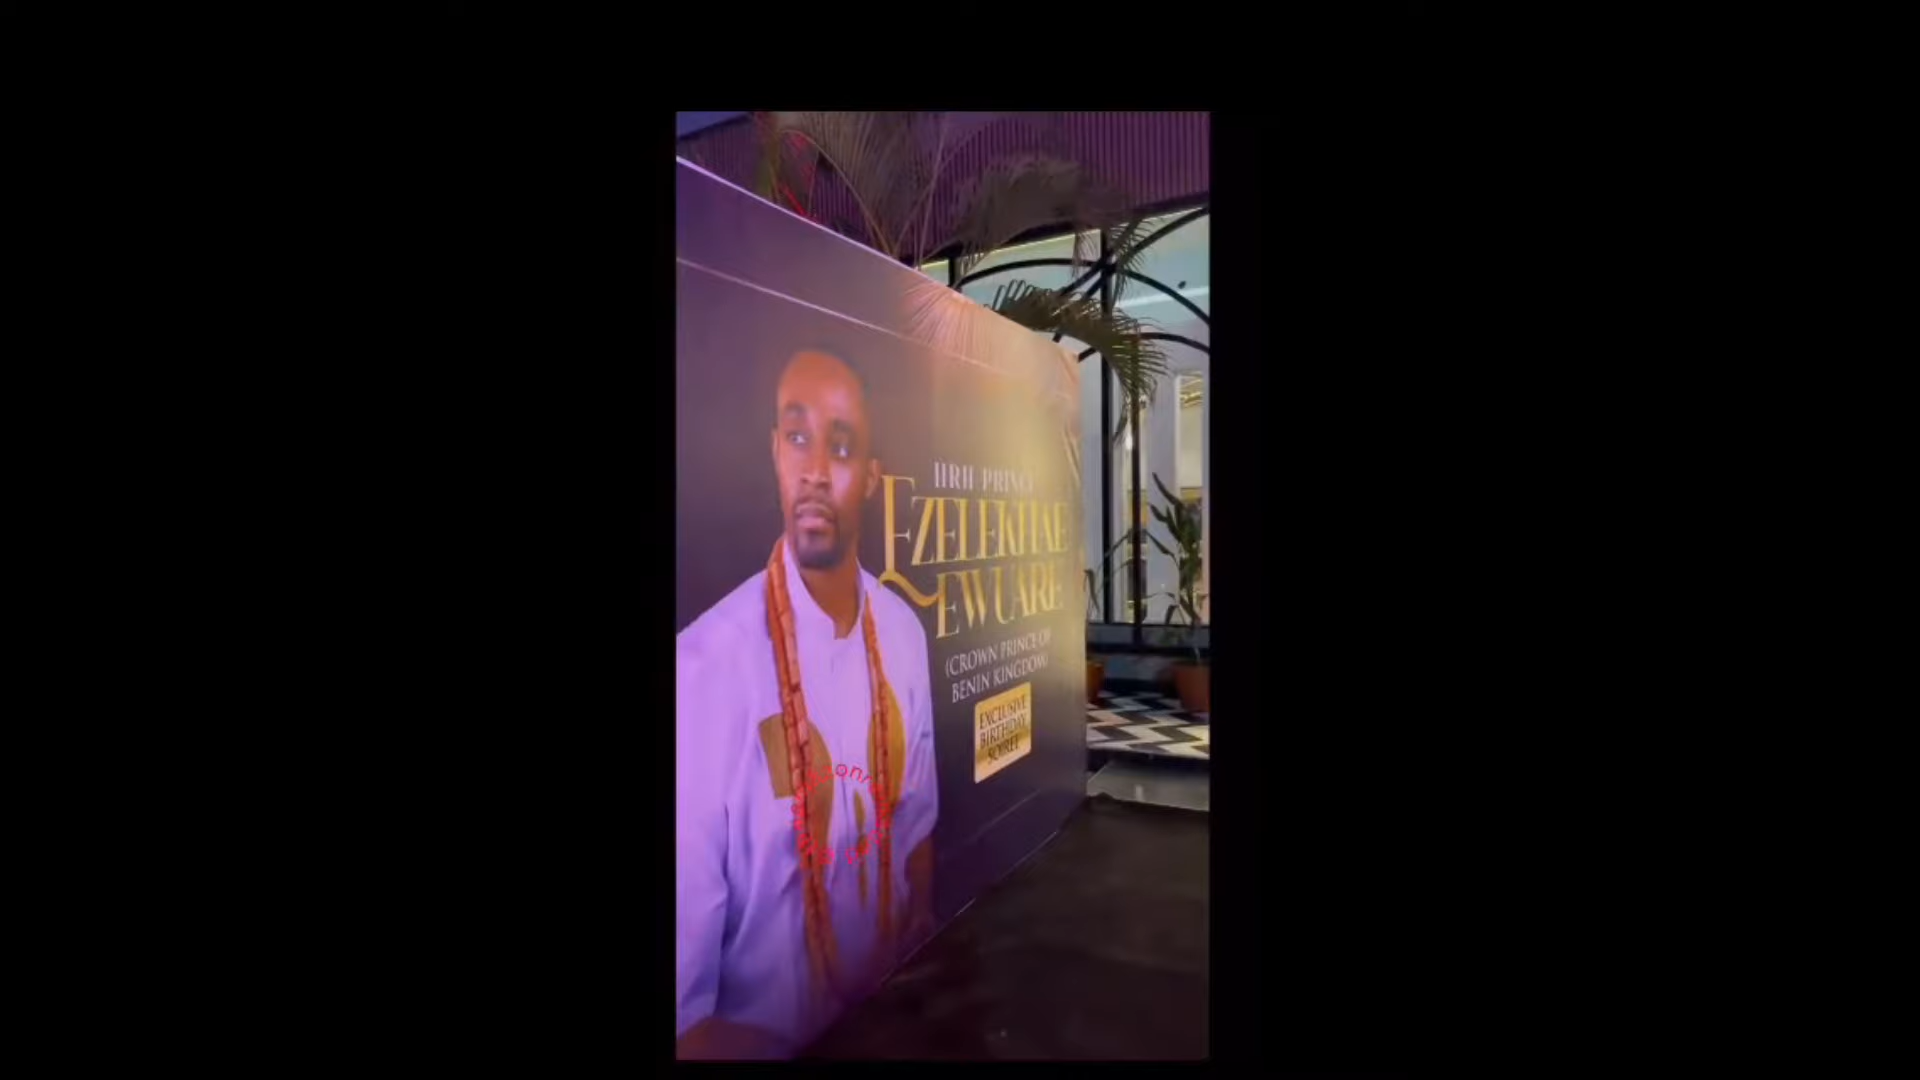 HRH PRINCE
EZELEKHAE
EWUARE
(CROWN PRINCE OF
BENIN KINGDOM)
EXCLUSIVE
BIRTHDAY
SOIREE